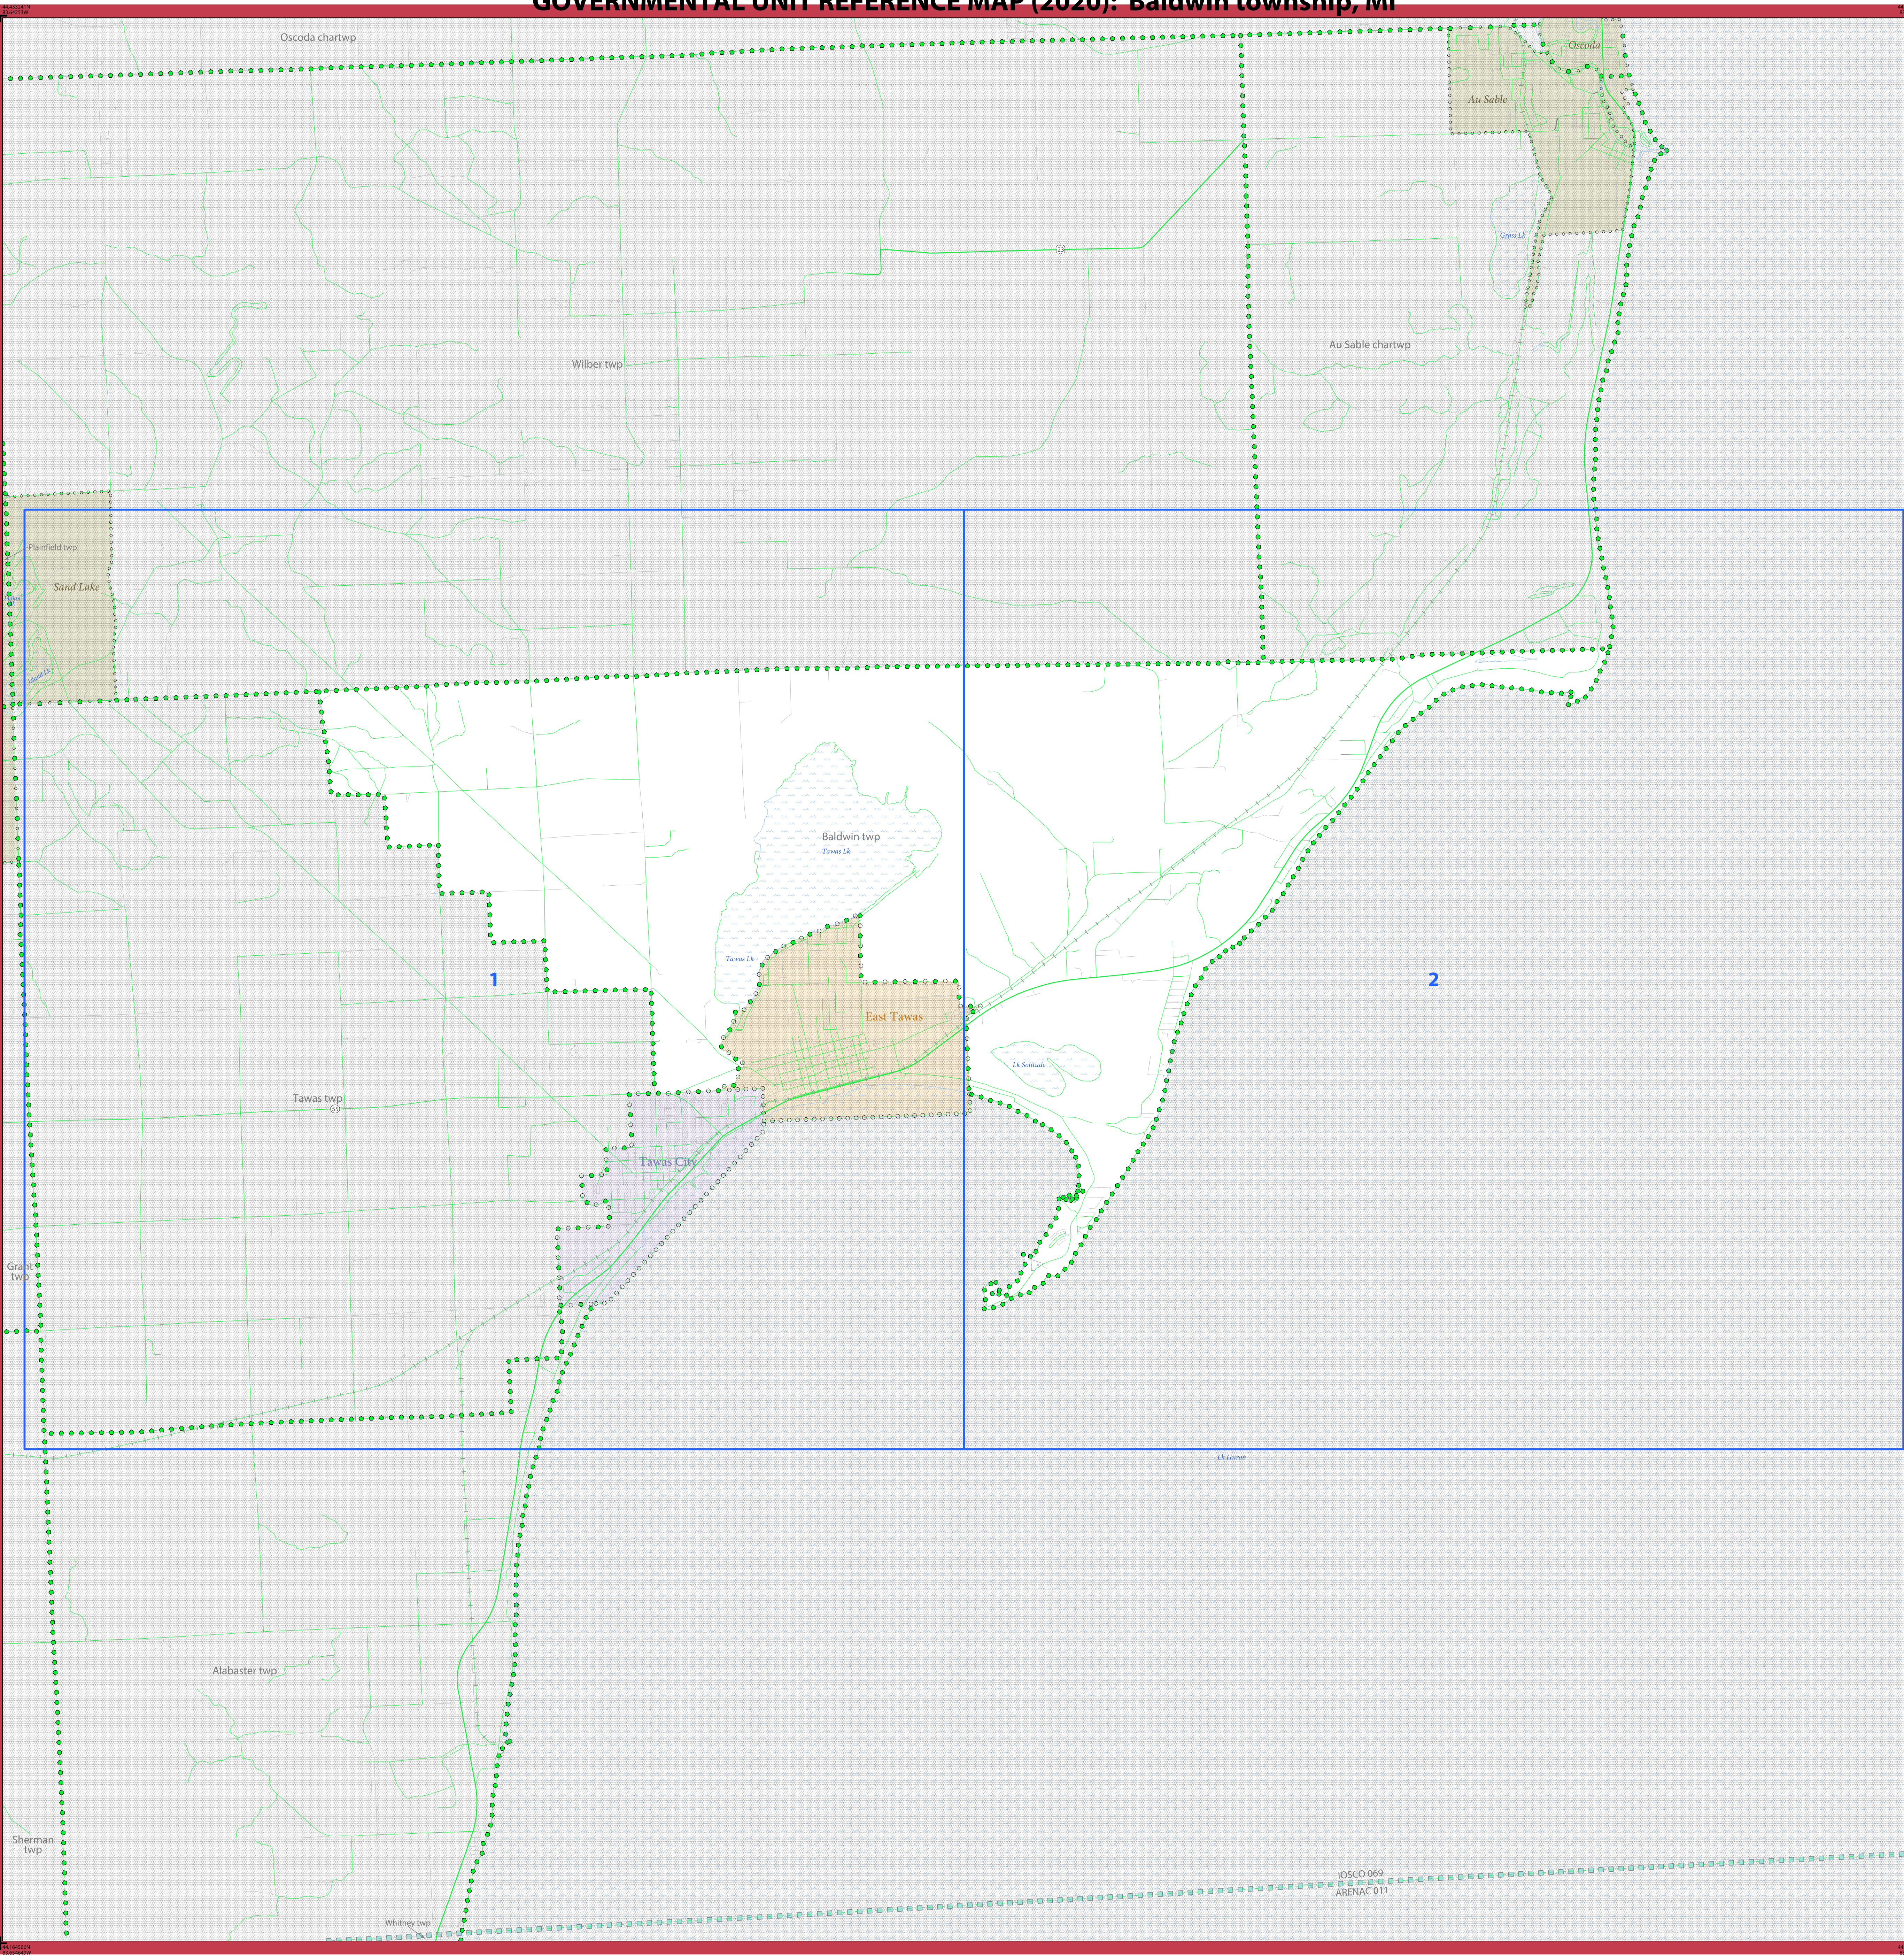 GOVERNMENTAL UNIT REFERENCE MAP (2020): Baldwin township, MI
Oscoda chartwp
Oscoda
Au Sable
Grass Lk
23
Au Sable chartwp
Wilber twp
Plainfield twp
Sand Lake
Island Lk
Baldwin twp
Tawas Lk
Tawas Lk
1
2
East Tawas
Lk Solitude
Tawas twp
55
Tawas City
Grant
twp
Lk Huron
Alabaster twp
Sherman
twp
IOSCO 069
ARENAC 011
Whitney twp